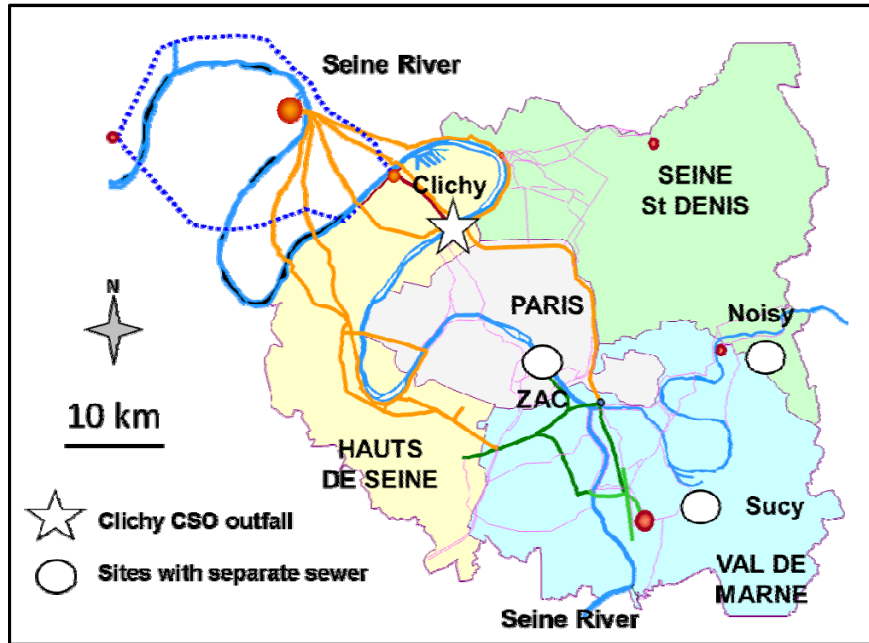 Seine River
Clichy
SEINE
St DENIS
N
PARIS
Noisy
10 km
ZAC
HAUTS
DE SEINE
Sucy
Clichy CSO outfall
Sites with separate sewer
VAL DE
MARNE
Seine River